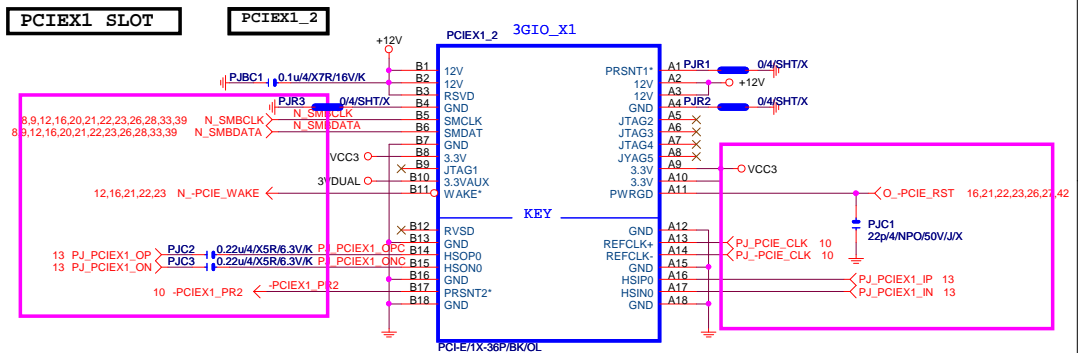 PCIEX1 SLOT
PCIEX1_2
+12V
PCIEX1_2
3GIO_X1
PJBC1 0.1u/4/X7R/16V/K
PJR3 0/4/SHT/X
8,9,12,16,20,21,22,23,26,28,33,39 N_SMBCLK N_SMBCLK
8,9,12,16,20,21,22,23,26,28,33,39 N_SMBDATA N_SMBDATA
VCC3
3VDUAL
12,16,21,22,23 N_-PCIE_WAKE
13 PJ_PCIEX1_OP PJC2 0.22u/4/X5R/6.3V/K PJ_PCIEX1_OPC
13 PJ_PCIEX1_ON PJC3 0.22u/4/X5R/6.3V/K PJ_PCIEX1_ONC
10 -PCIEX1_PR2 -PCIEX1_PR2
B1 12V
B2 12V
B3 RSVD
B4 GND
B5 SMCLK
B6 SMDAT
B7 GND
B8 3.3V
B9 JTAG1
B10 3.3VAUX
B11 WAKE*
KEY
B12 RVSD
B13 GND
B14 HSOP0
B15 HSON0
B16 GND
B17 PRSNT2*
B18 GND
PRSNT1* A1
12V A2
12V A3
GND A4
JTAG2 A5
JTAG3 A6
JTAG4 A7
JYAG5 A8
3.3V A9
3.3V A10
PWRGD A11
GND A12
REFCLK+ A13
REFCLK- A14
GND A15
HSIP0 A16
HSIN0 A17
GND A18
PJR1 0/4/SHT/X
+12V
PJR2 0/4/SHT/X
VCC3
O_-PCIE_RST 16,21,22,23,26,27,42
PJC1
22p/4/NPO/50V/J/X
PJ_PCIE_CLK 10
PJ_-PCIE_CLK 10
PJ_PCIEX1_IP 13
PJ_PCIEX1_IN 13
PCI-E/1X-36P/BK/OL